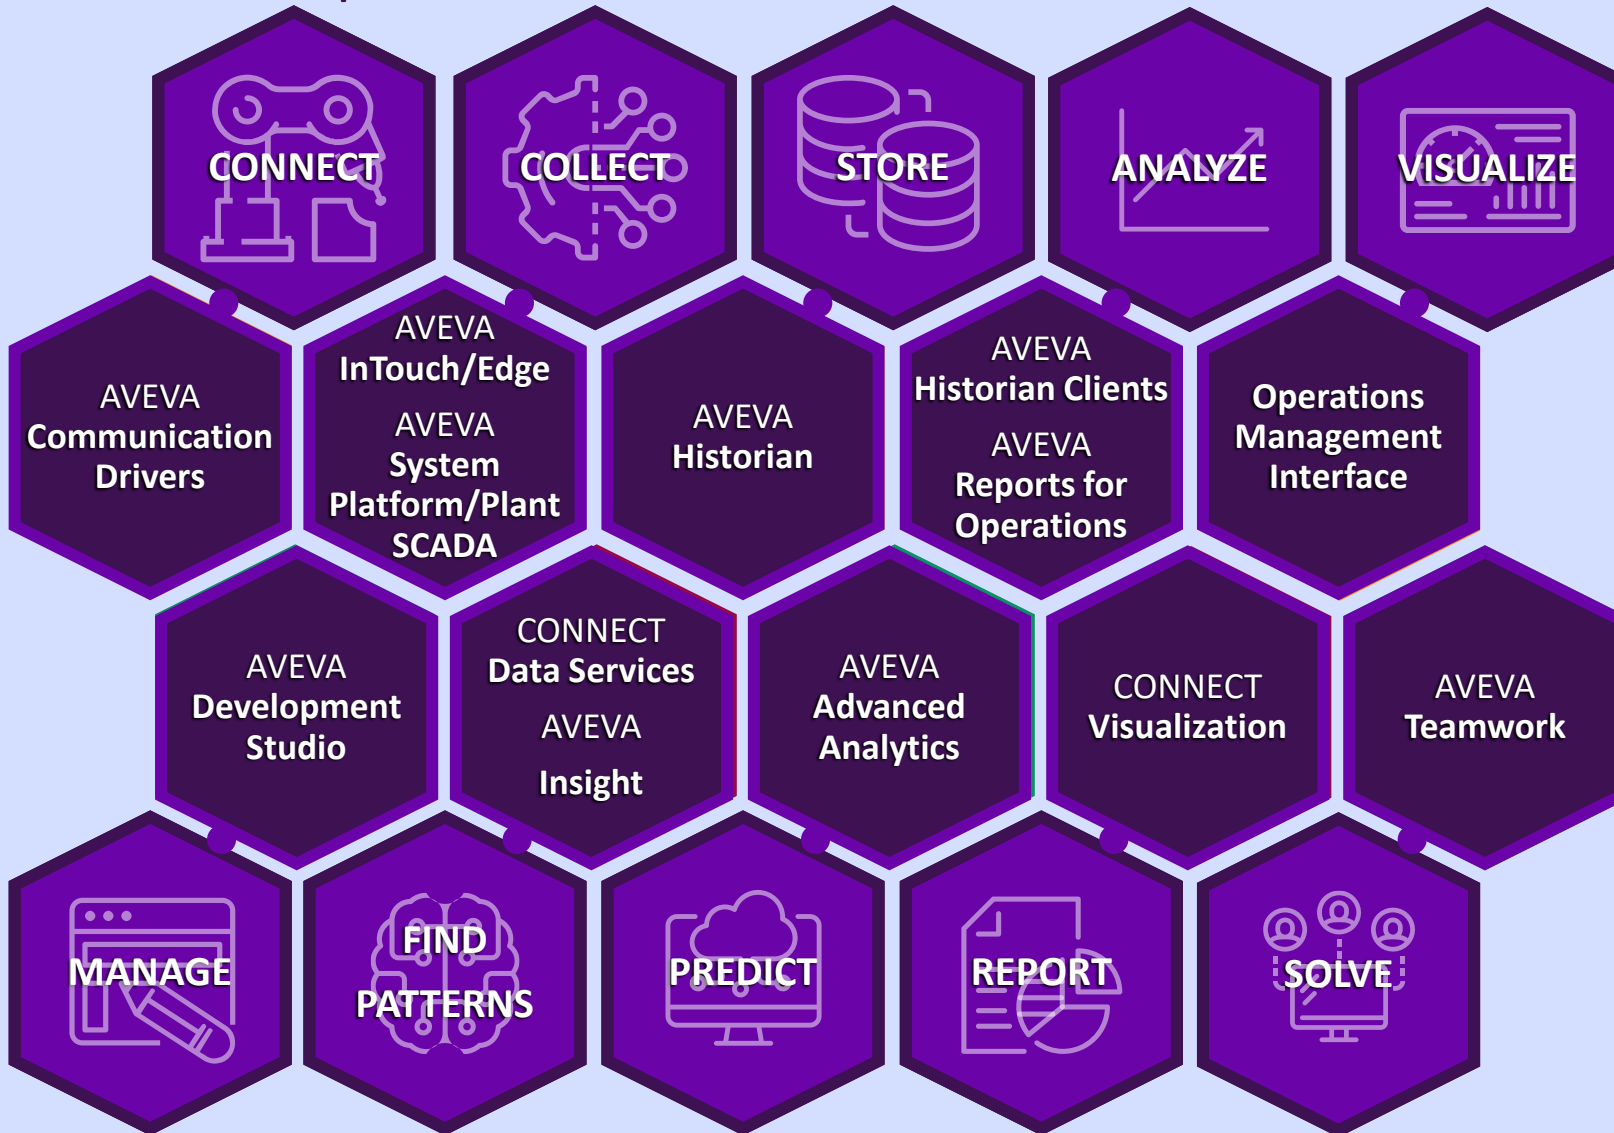 CONNECT
COLLECT
STORE
ANALYZE
VISUALIZE
AVEVA
Communication
Drivers
AVEVA
InTouch/Edge
AVEVA
System
Platform/Plant
SCADA
AVEVA
Historian
AVEVA
Historian Clients
AVEVA
Reports for
Operations
Operations
Management
Interface
AVEVA
Development
Studio
CONNECT
Data Services
AVEVA
Insight
AVEVA
Advanced
Analytics
CONNECT
Visualization
AVEVA
Teamwork
MANAGE
FIND
PATTERNS
PREDICT
REPORT
SOLVE